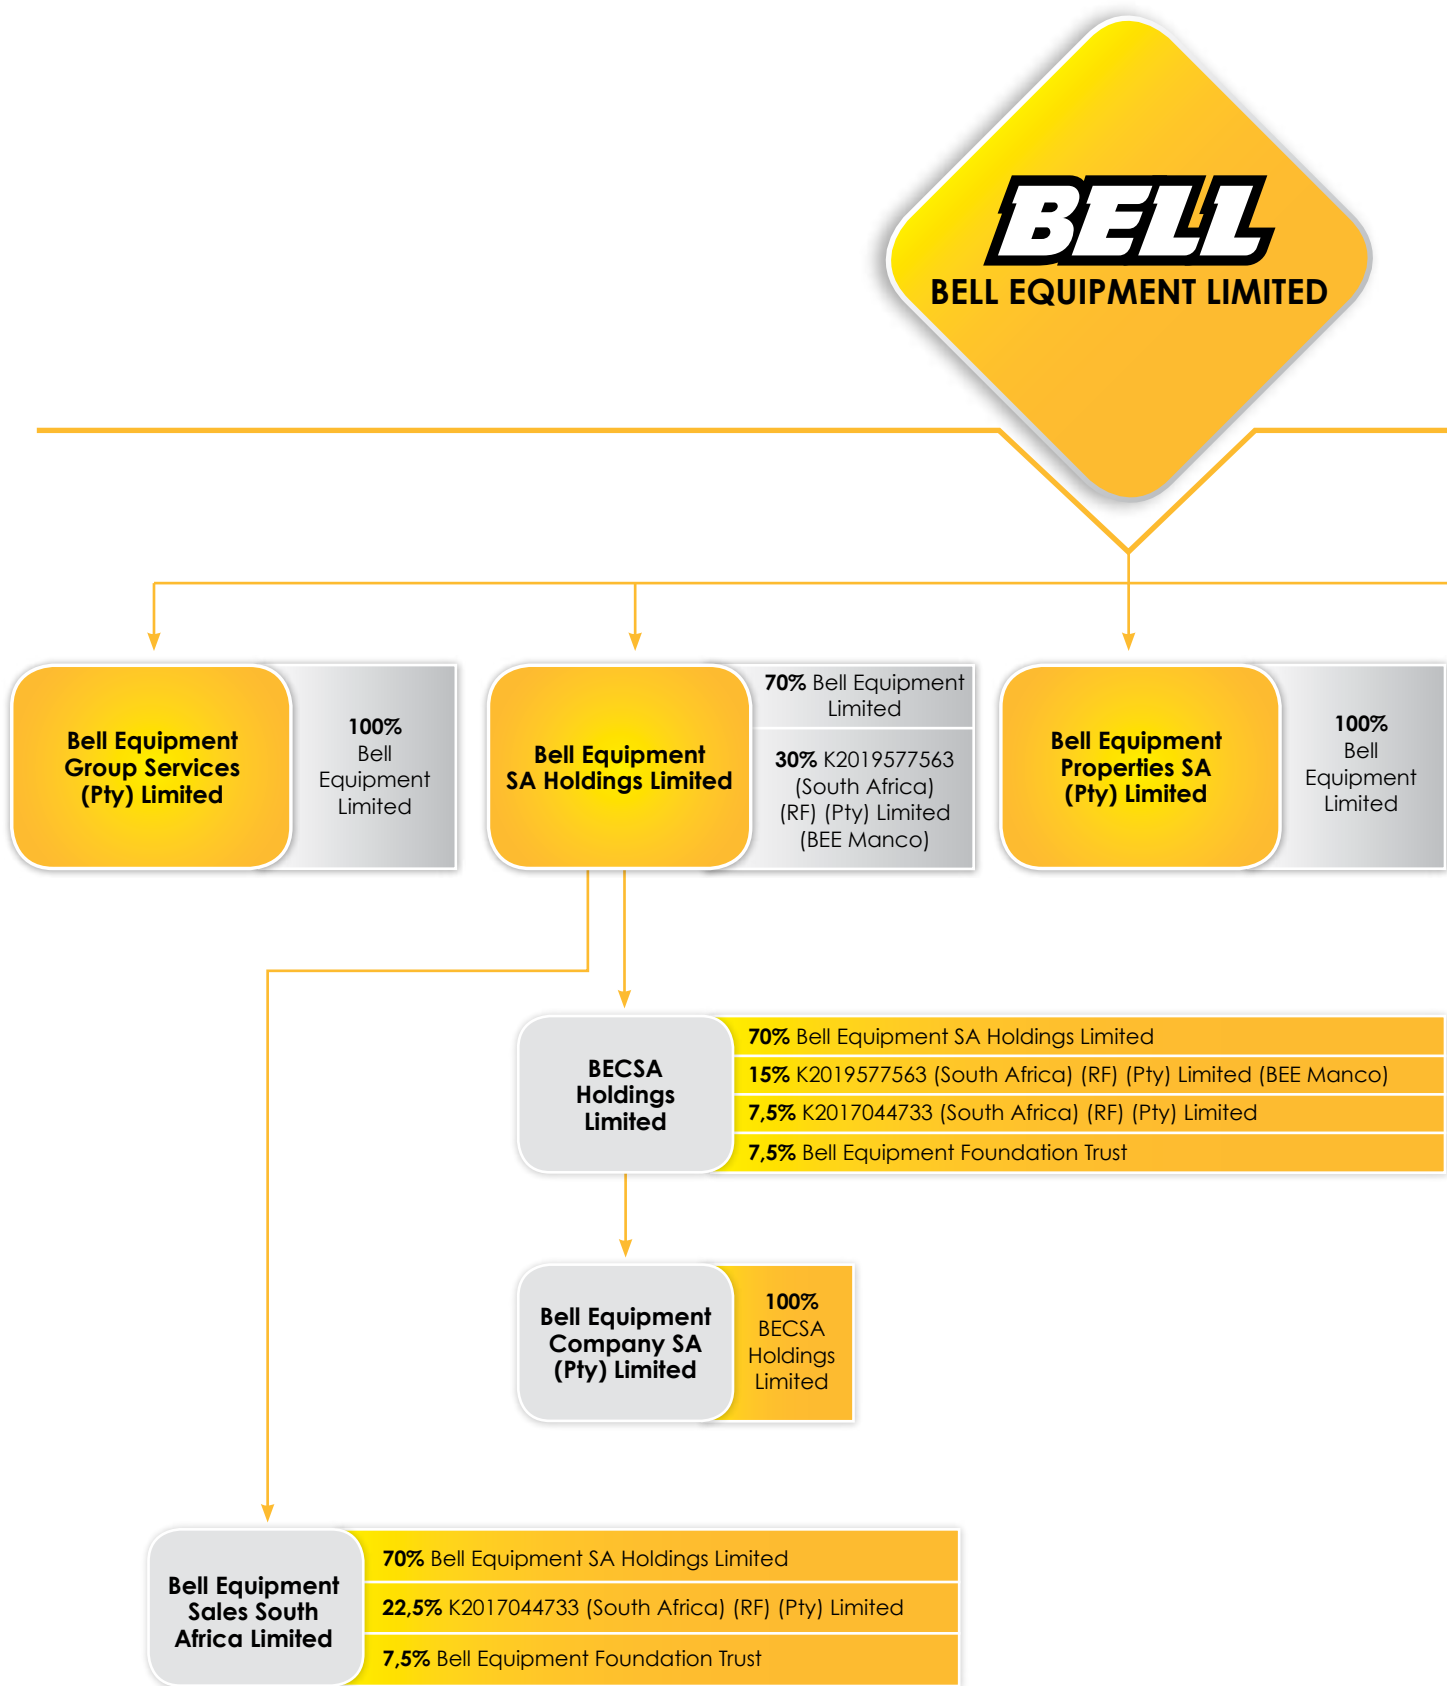 BELL
BELL EQUIPMENT LIMITED
Bell Equipment
Group Services
(Pty) Limited
100%
Bell
Equipment
Limited
Bell Equipment
SA Holdings Limited
70% Bell Equipment
Limited
30% K2019577563
(South Africa)
(RF) (Pty) Limited
(BEE Manco)
Bell Equipment
Properties SA
(Pty) Limited
100%
Bell
Equipment
Limited
BECSA
Holdings
Limited
70% Bell Equipment SA Holdings Limited
15% K2019577563 (South Africa) (RF) (Pty) Limited (BEE Manco)
7,5% K2017044733 (South Africa) (RF) (Pty) Limited
7,5% Bell Equipment Foundation Trust
Bell Equipment
Company SA
(Pty) Limited
100%
BECSA
Holdings
Limited
Bell Equipment
Sales South
Africa Limited
70% Bell Equipment SA Holdings Limited
22,5% K2017044733 (South Africa) (RF) (Pty) Limited
7,5% Bell Equipment Foundation Trust